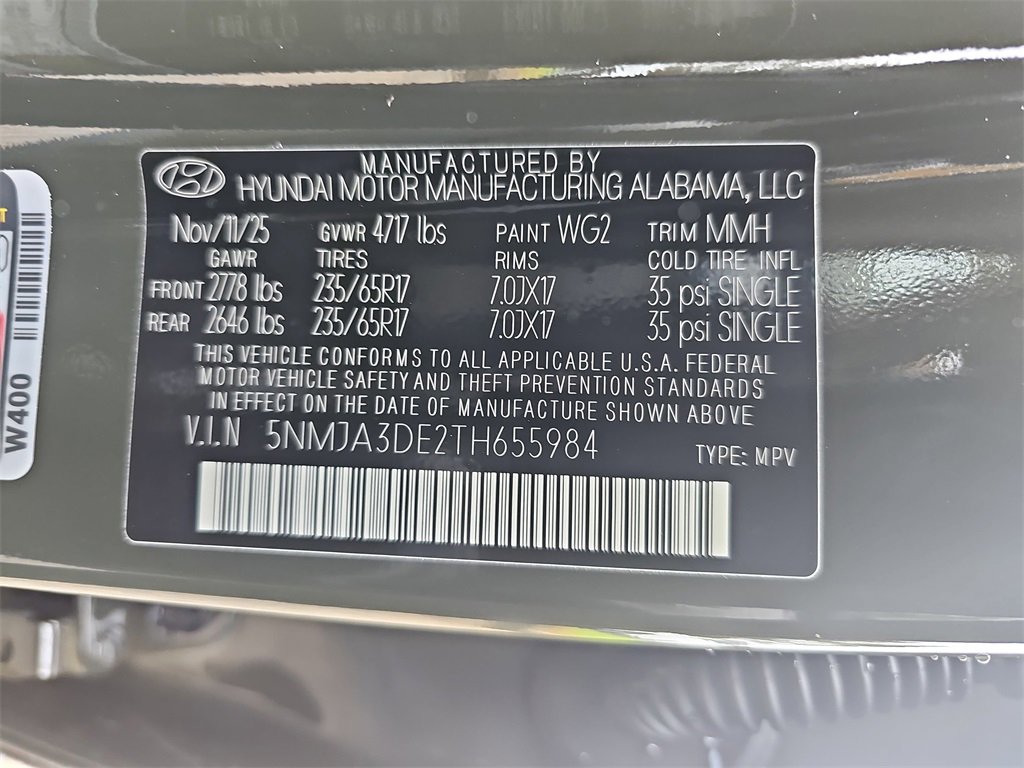 MANUFACTURED BY
HYUNDAI MOTOR MANUFACTURING ALABAMA, LLC
Nov/11/25 GVWR 4717 lbs PAINT WG2 TRIM MMH
GAWR TIRES RIMS COLD TIRE INFL
FRONT 2778 lbs 235/65R17 7.0JX17 35 psi SINGLE
REAR 2646 lbs 235/65R17 7.0JX17 35 psi SINGLE
THIS VEHICLE CONFORMS TO ALL APPLICABLE U.S.A. FEDERAL
MOTOR VEHICLE SAFETY AND THEFT PREVENTION STANDARDS
IN EFFECT ON THE DATE OF MANUFACTURE SHOWN ABOVE
V.I.N 5NMJA3DE2TH655984
TYPE: MPV
W400